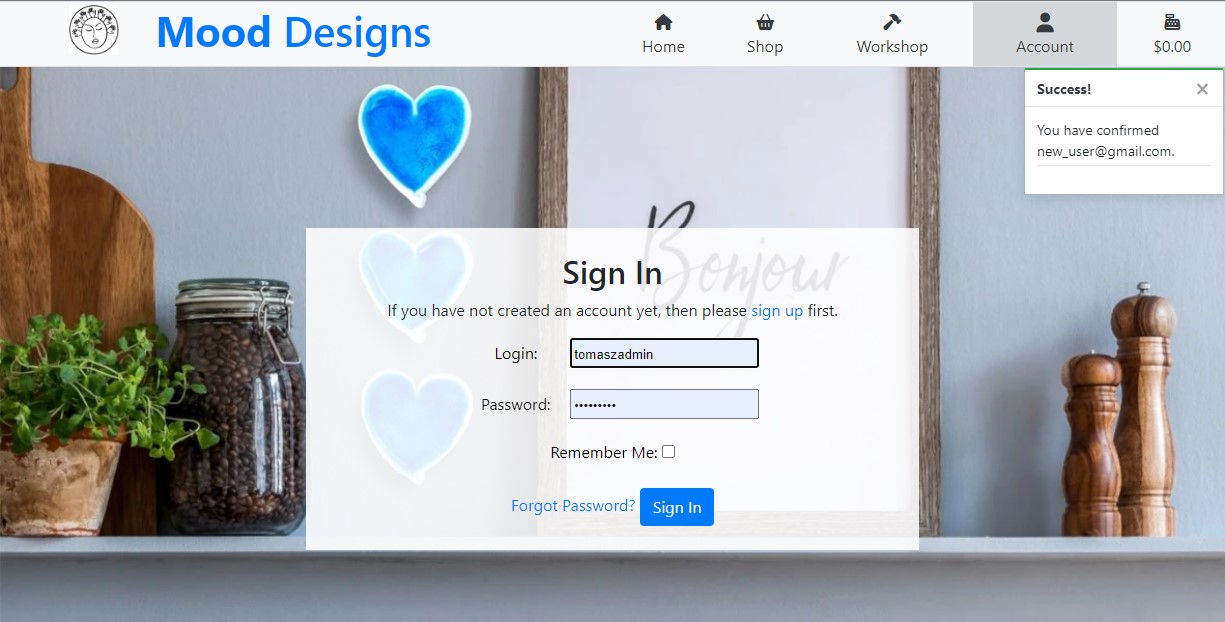 Mood Designs
Home
Shop
Workshop
Account
$0.00
Success!
×
You have confirmed
new_user@gmail.com.
Bonjour
Sign In
If you have not created an account yet, then please sign up first.
Login:
tomaszadmin
Password:
•••••••••
Remember Me:
Forgot Password?
Sign In